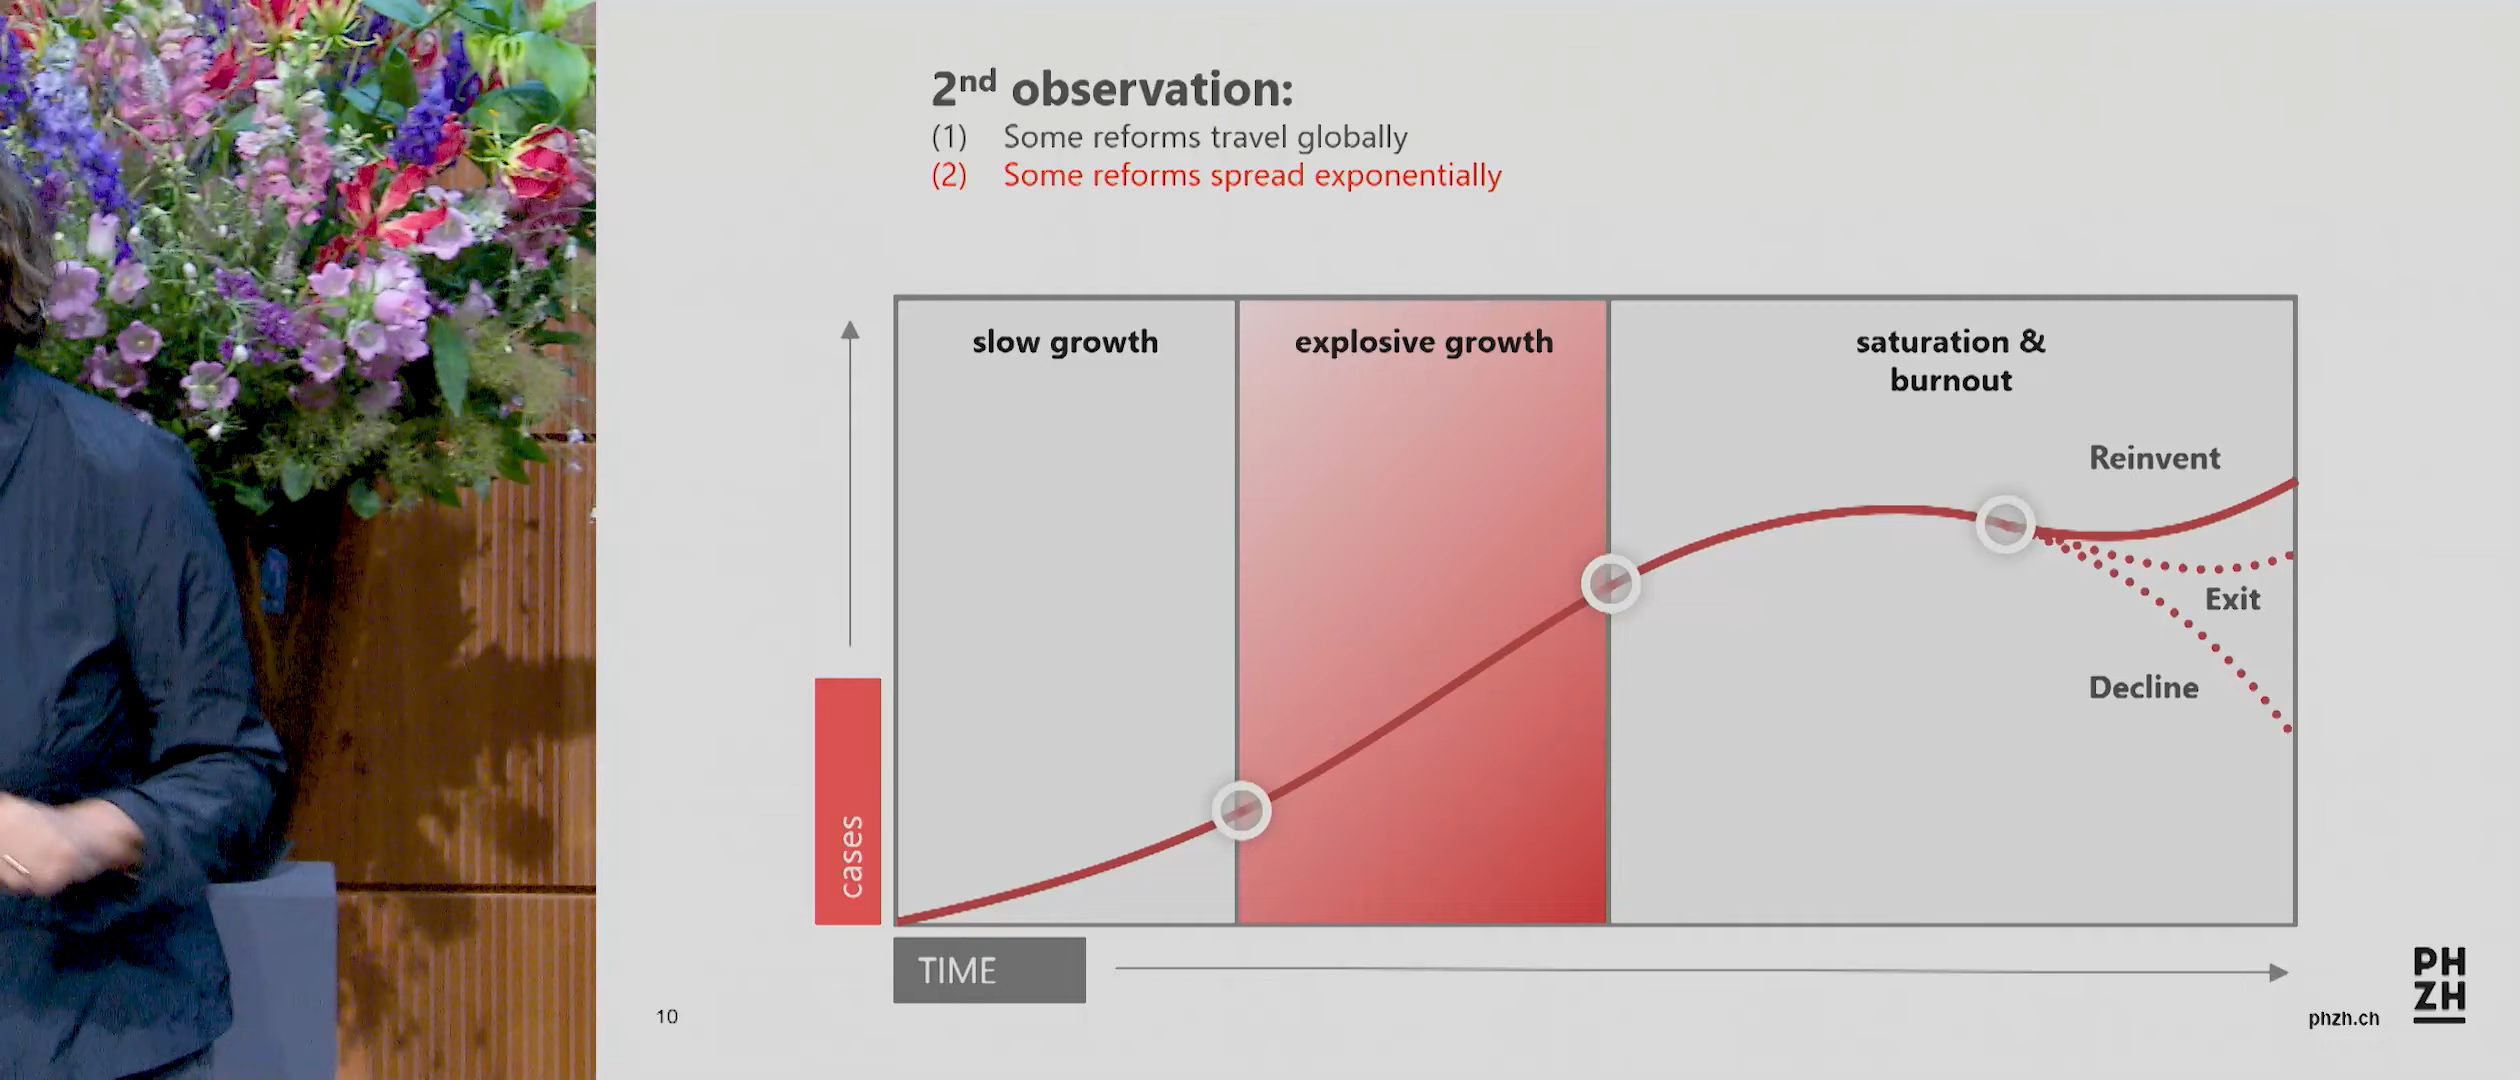 2nd observation:
(1) Some reforms travel globally
(2) Some reforms spread exponentially
slow growth
explosive growth
saturation &
burnout
Reinvent
Exit
Decline
cases
TIME
10
phzh.ch
PH
ZH